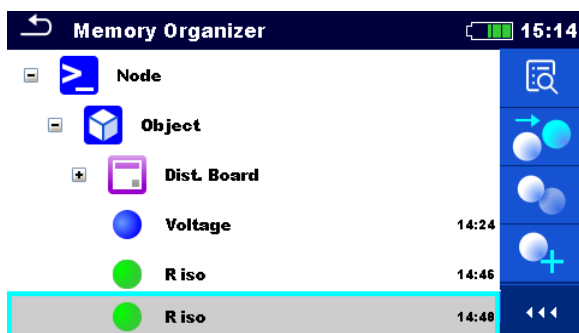 Memory Organizer 15:14
Node
Object
Dist. Board
Voltage 14:24
R iso 14:46
R iso 14:48